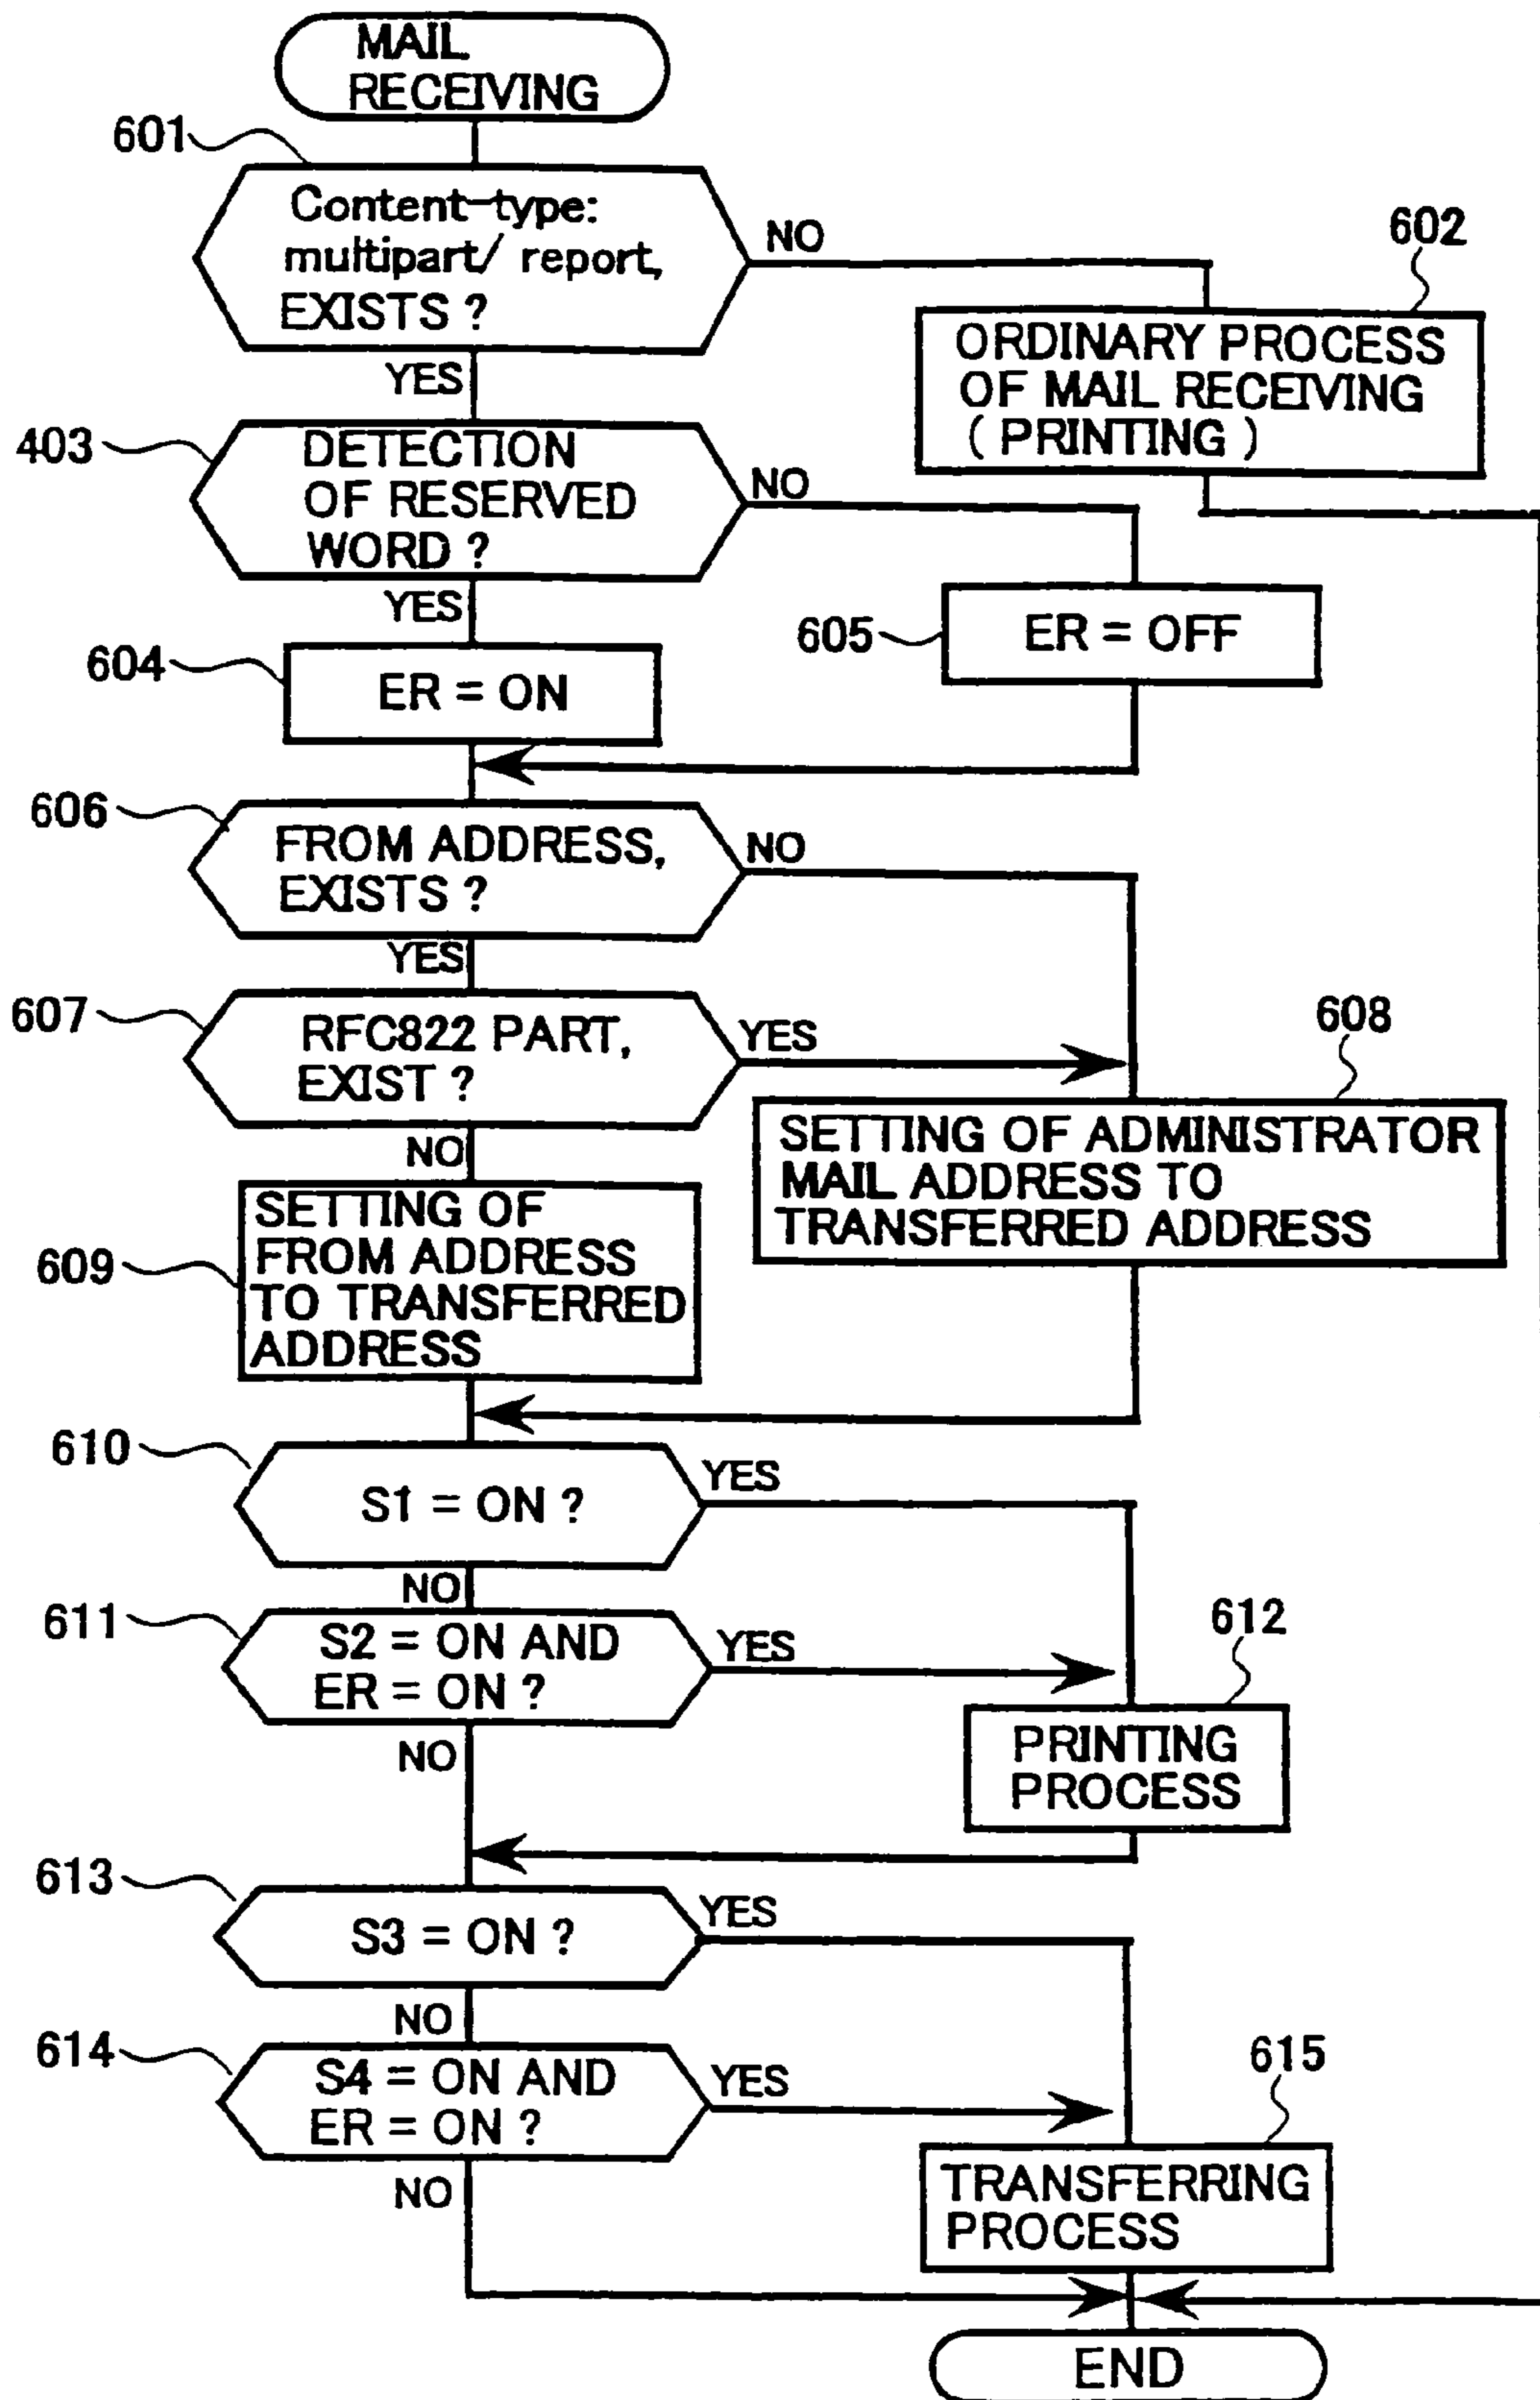 MAIL
RECEIVING
601
Content-type:
multipart/ report,
EXISTS ?
NO
YES
602
ORDINARY PROCESS
OF MAIL RECEIVING
( PRINTING )
403
DETECTION
OF RESERVED
WORD ?
NO
YES
604
ER = ON
605
ER = OFF
606
FROM ADDRESS,
EXISTS ?
NO
YES
607
RFC822 PART,
EXIST ?
YES
NO
608
SETTING OF ADMINISTRATOR
MAIL ADDRESS TO
TRANSFERRED ADDRESS
609
SETTING OF
FROM ADDRESS
TO TRANSFERRED
ADDRESS
610
S1 = ON ?
YES
NO
611
S2 = ON AND
ER = ON ?
YES
NO
612
PRINTING
PROCESS
613
S3 = ON ?
YES
NO
614
S4 = ON AND
ER = ON ?
YES
NO
615
TRANSFERRING
PROCESS
END